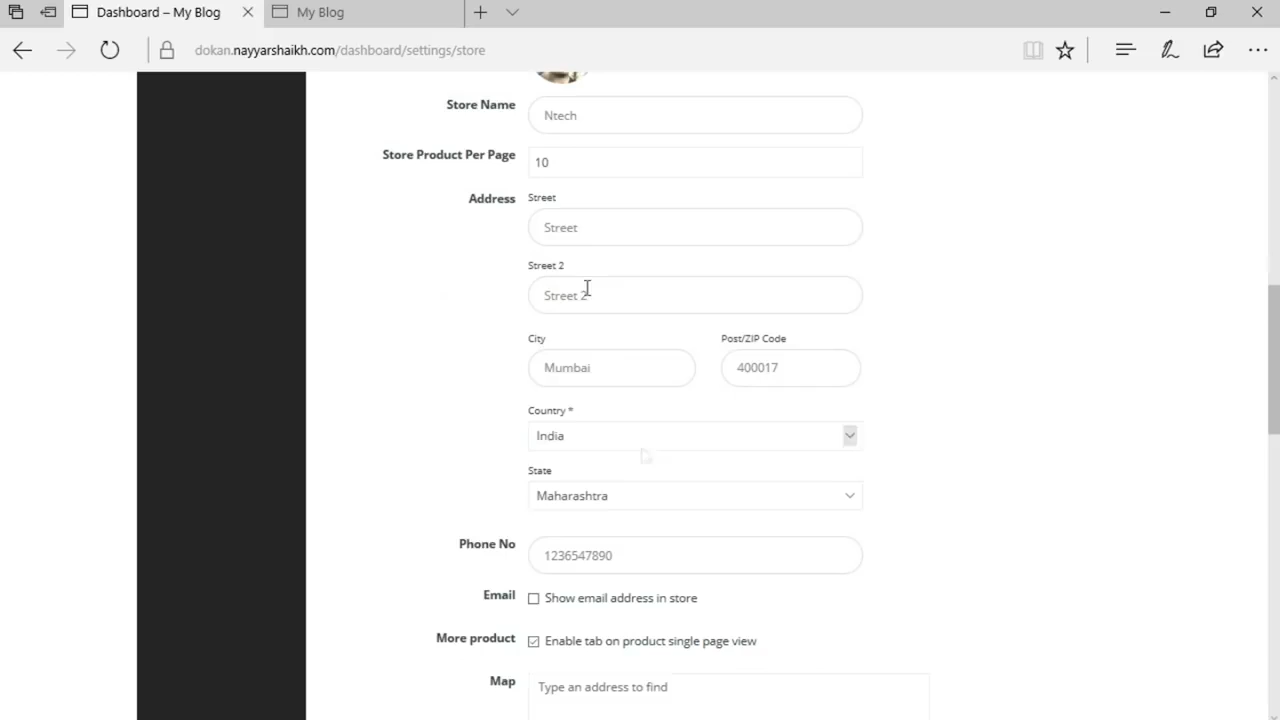 Dashboard – My Blog
My Blog
dokan.nayyarshaikh.com/dashboard/settings/store
Store Name
Ntech
Store Product Per Page
10
Address
Street
Street
Street 2
Street 2
City
Post/ZIP Code
Mumbai
400017
Country *
India
State
Maharashtra
Phone No
1236547890
Email
Show email address in store
More product
Enable tab on product single page view
Map
Type an address to find